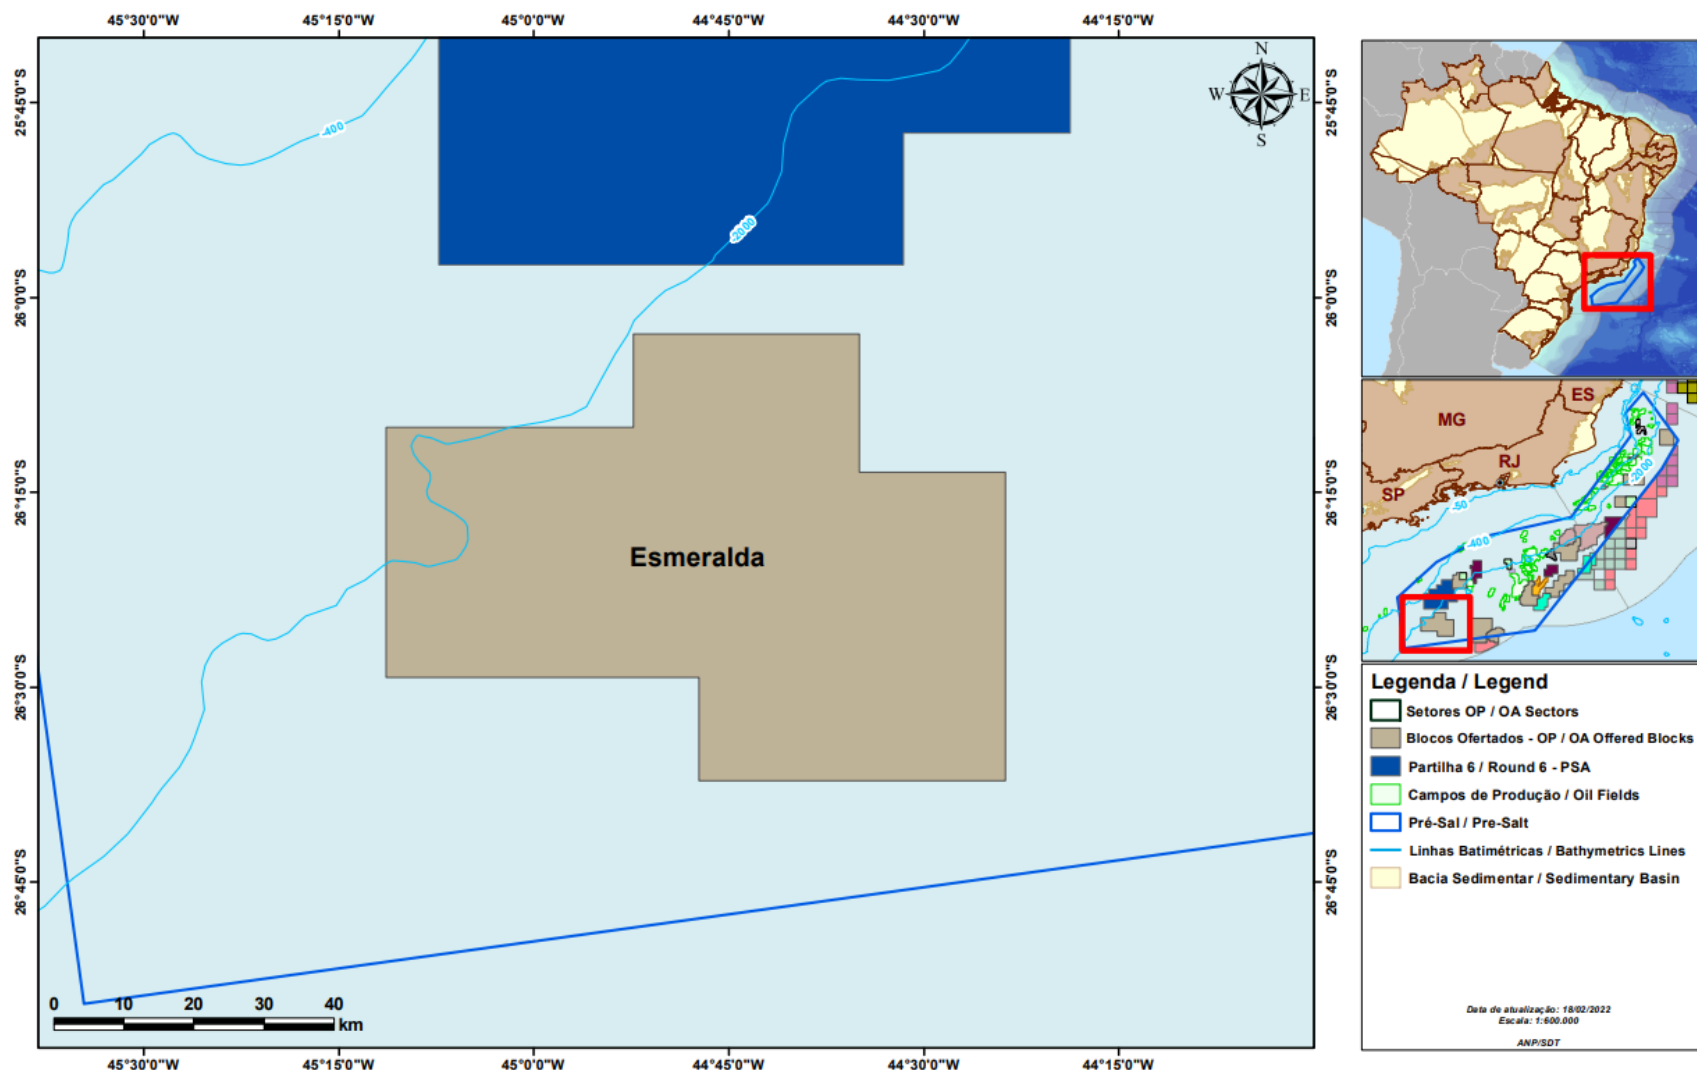 45°30'0"W 45°15'0"W 45°0'0"W 44°45'0"W 44°30'0"W 44°15'0"W
25°45'0"S
26°0'0"S
26°15'0"S
26°30'0"S
26°45'0"S
-400
-2000
N
W E
S
Esmeralda
0 10 20 30 40
km
45°30'0"W 45°15'0"W 45°0'0"W 44°45'0"W 44°30'0"W 44°15'0"W
25°45'0"S
26°0'0"S
26°15'0"S
26°30'0"S
26°45'0"S
ES
MG
RJ
SP
-2000
-50
-400
Legenda / Legend
Setores OP / OA Sectors
Blocos Ofertados - OP / OA Offered Blocks
Partilha 6 / Round 6 - PSA
Campos de Produção / Oil Fields
Pré-Sal / Pre-Salt
Linhas Batimétricas / Bathymetrics Lines
Bacia Sedimentar / Sedimentary Basin
Data de atualização: 18/02/2022
Escala: 1:600.000
ANP/SDT